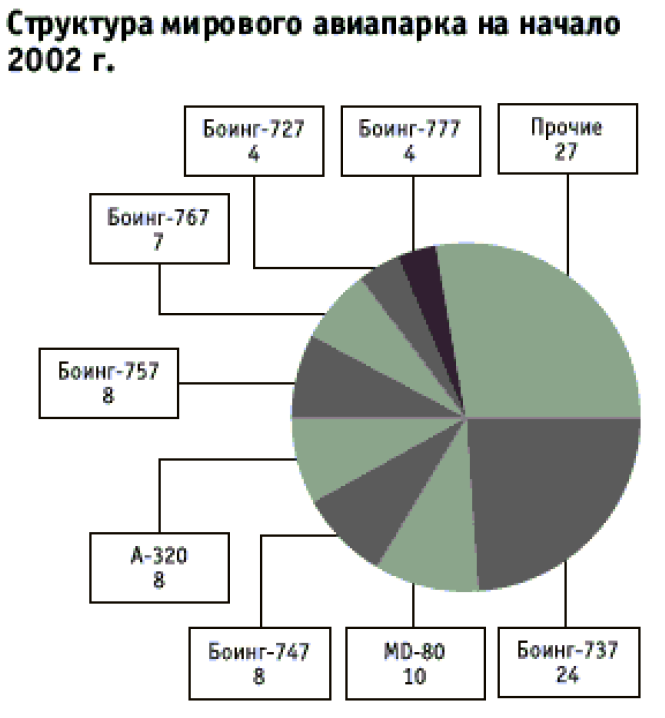 Структура мирового авиапарка на начало
2002 г.
Боинг-727
4
Боинг-777
4
Прочие
27
Боинг-767
7
Боинг-757
8
А-320
8
Боинг-747
8
MD-80
10
Боинг-737
24